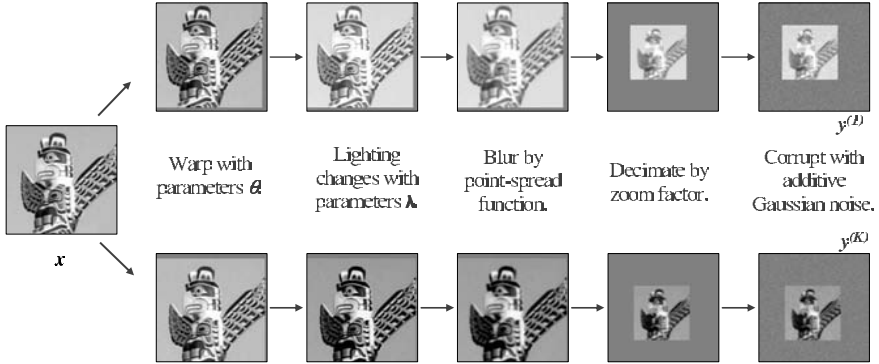 y(1)
Warp with
parameters θ.
Lighting
changes with
parameters λ.
Blur by
point-spread
function.
Decimate by
zoom factor.
Corrupt with
additive
Gaussian noise.
x
y(K)